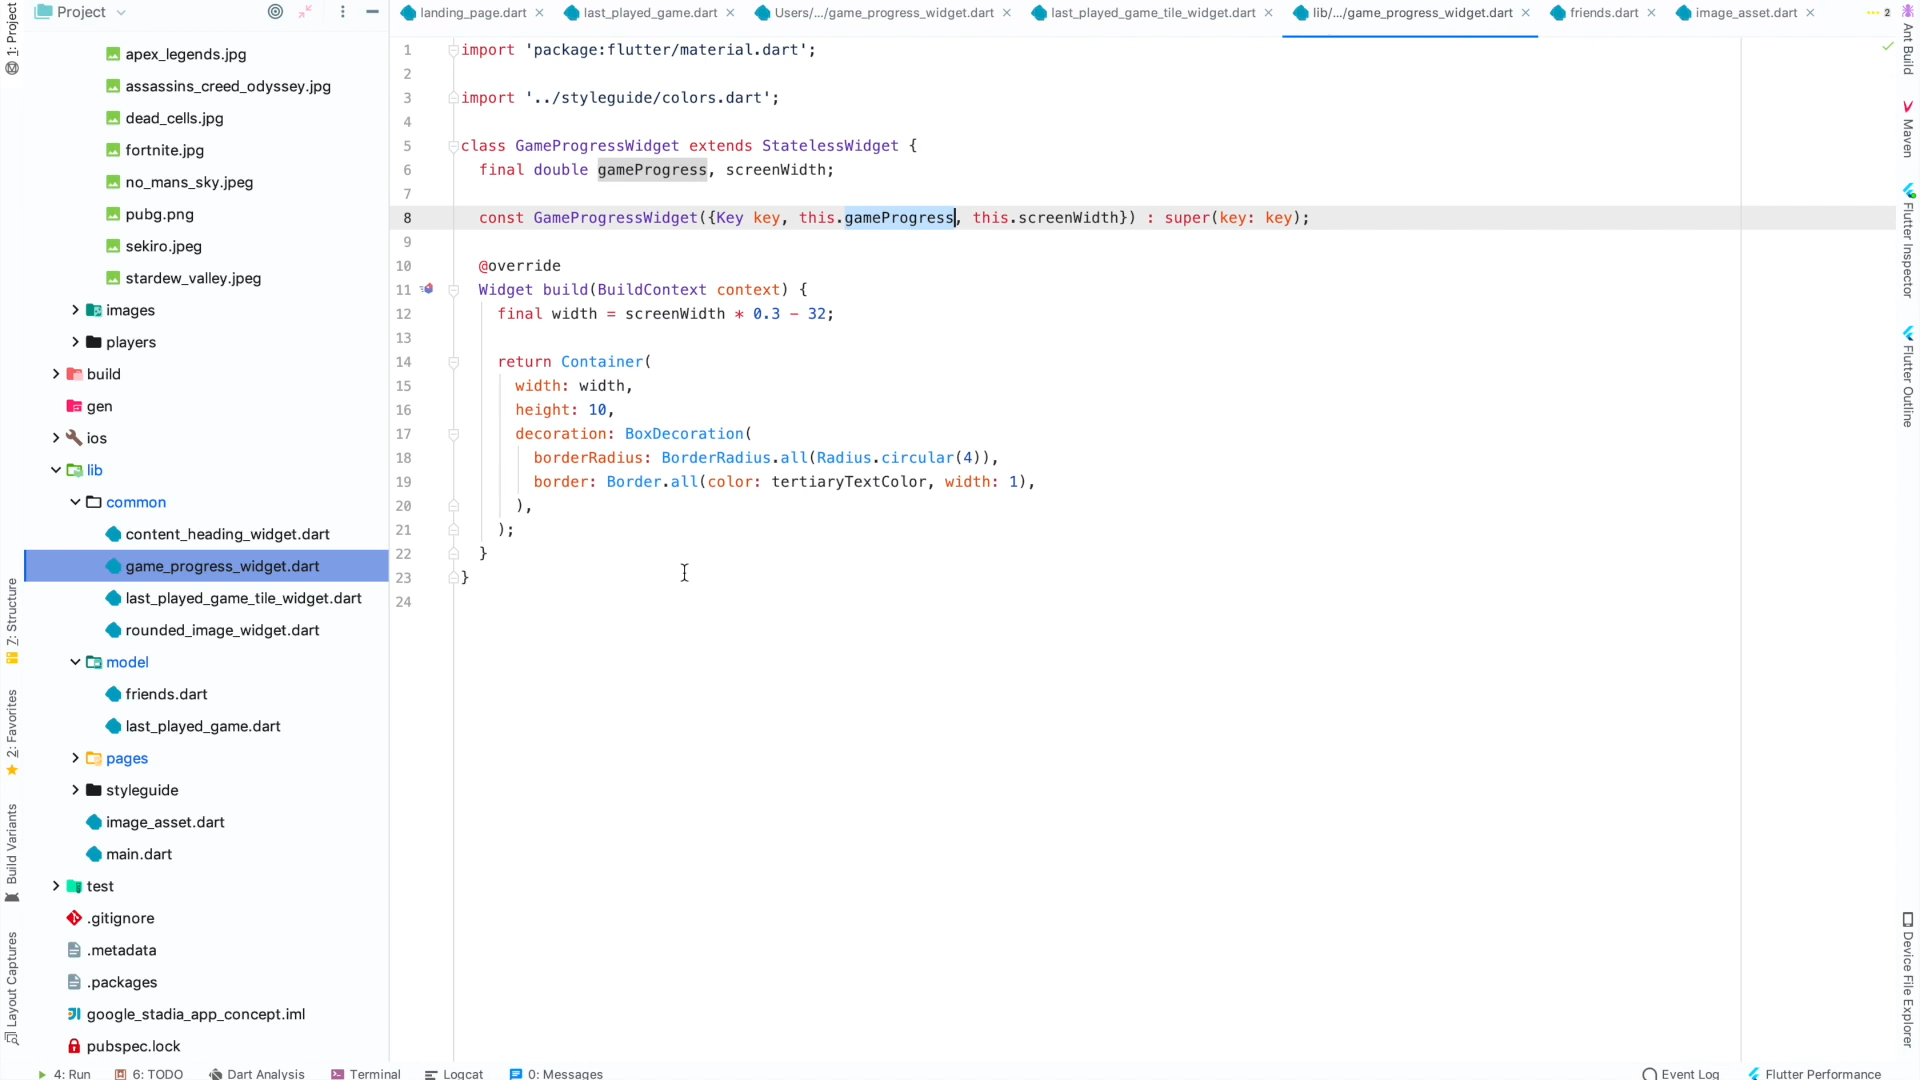 Project
landing_page.dart
last_played_game.dart
Users/.../game_progress_widget.dart
last_played_game_tile_widget.dart
lib/.../game_progress_widget.dart
friends.dart
image_asset.dart
2
1: Project
7: Structure
2: Favorites
Build Variants
Layout Captures
apex_legends.jpg
assassins_creed_odyssey.jpg
dead_cells.jpg
fortnite.jpg
no_mans_sky.jpeg
pubg.png
sekiro.jpeg
stardew_valley.jpeg
images
players
build
gen
ios
lib
common
content_heading_widget.dart
game_progress_widget.dart
last_played_game_tile_widget.dart
rounded_image_widget.dart
model
friends.dart
last_played_game.dart
pages
styleguide
image_asset.dart
main.dart
test
.gitignore
.metadata
.packages
google_stadia_app_concept.iml
pubspec.lock
1 import 'package:flutter/material.dart';
2
3 import '../styleguide/colors.dart';
4
5 class GameProgressWidget extends StatelessWidget {
6 final double gameProgress, screenWidth;
7
8 const GameProgressWidget({Key key, this.gameProgress, this.screenWidth}) : super(key: key);
9
10 @override
11 Widget build(BuildContext context) {
12 final width = screenWidth * 0.3 - 32;
13
14 return Container(
15 width: width,
16 height: 10,
17 decoration: BoxDecoration(
18 borderRadius: BorderRadius.all(Radius.circular(4)),
19 border: Border.all(color: tertiaryTextColor, width: 1),
20 ),
21 );
22 }
23 }
24
Ant Build
Maven
Flutter Inspector
Flutter Outline
Device File Explorer
4: Run
6: TODO
Dart Analysis
Terminal
Logcat
0: Messages
Event Log
Flutter Performance